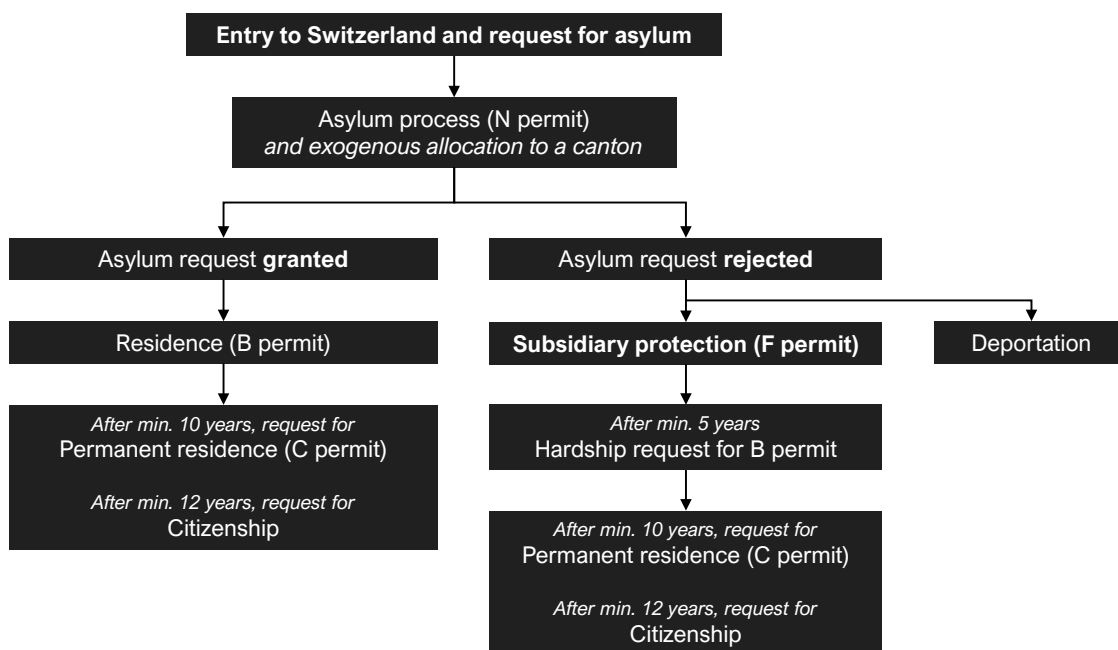 Entry to Switzerland and request for asylum
Asylum process (N permit)
and exogenous allocation to a canton
Asylum request granted
Asylum request rejected
Residence (B permit)
Subsidiary protection (F permit)
Deportation
After min. 10 years, request for
Permanent residence (C permit)
After min. 12 years, request for
Citizenship
After min. 5 years
Hardship request for B permit
After min. 10 years, request for
Permanent residence (C permit)
After min. 12 years, request for
Citizenship